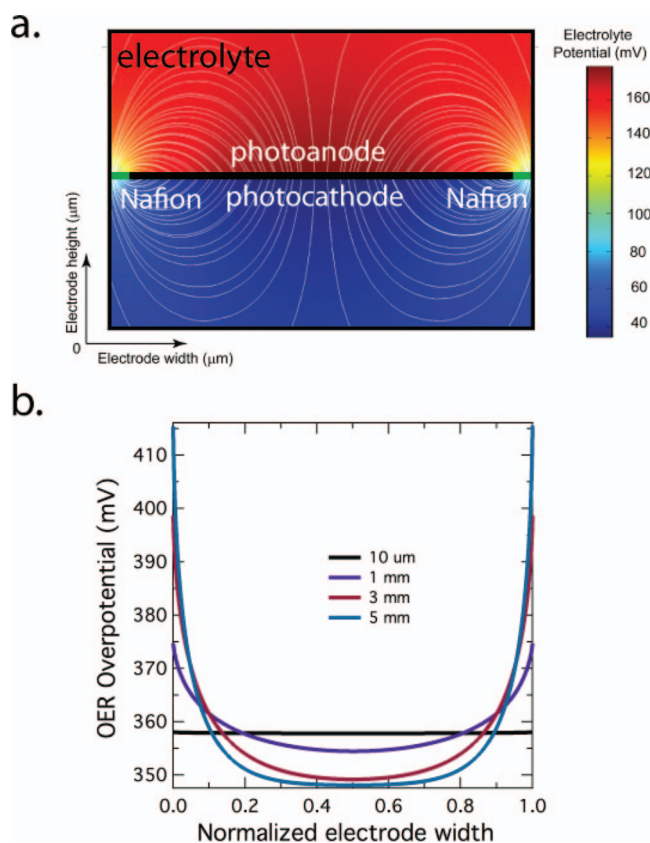 a.
electrolyte
Electrolyte
Potential (mV)
160
140
120
100
80
60
40
photoanode
Nafion
photocathode
Nafion
Electrode height (μm)
0
Electrode width (μm)
b.
OER Overpotential (mV)
410
400
390
380
370
360
350
10 um
1 mm
3 mm
5 mm
0.0
0.2
0.4
0.6
0.8
1.0
Normalized electrode width